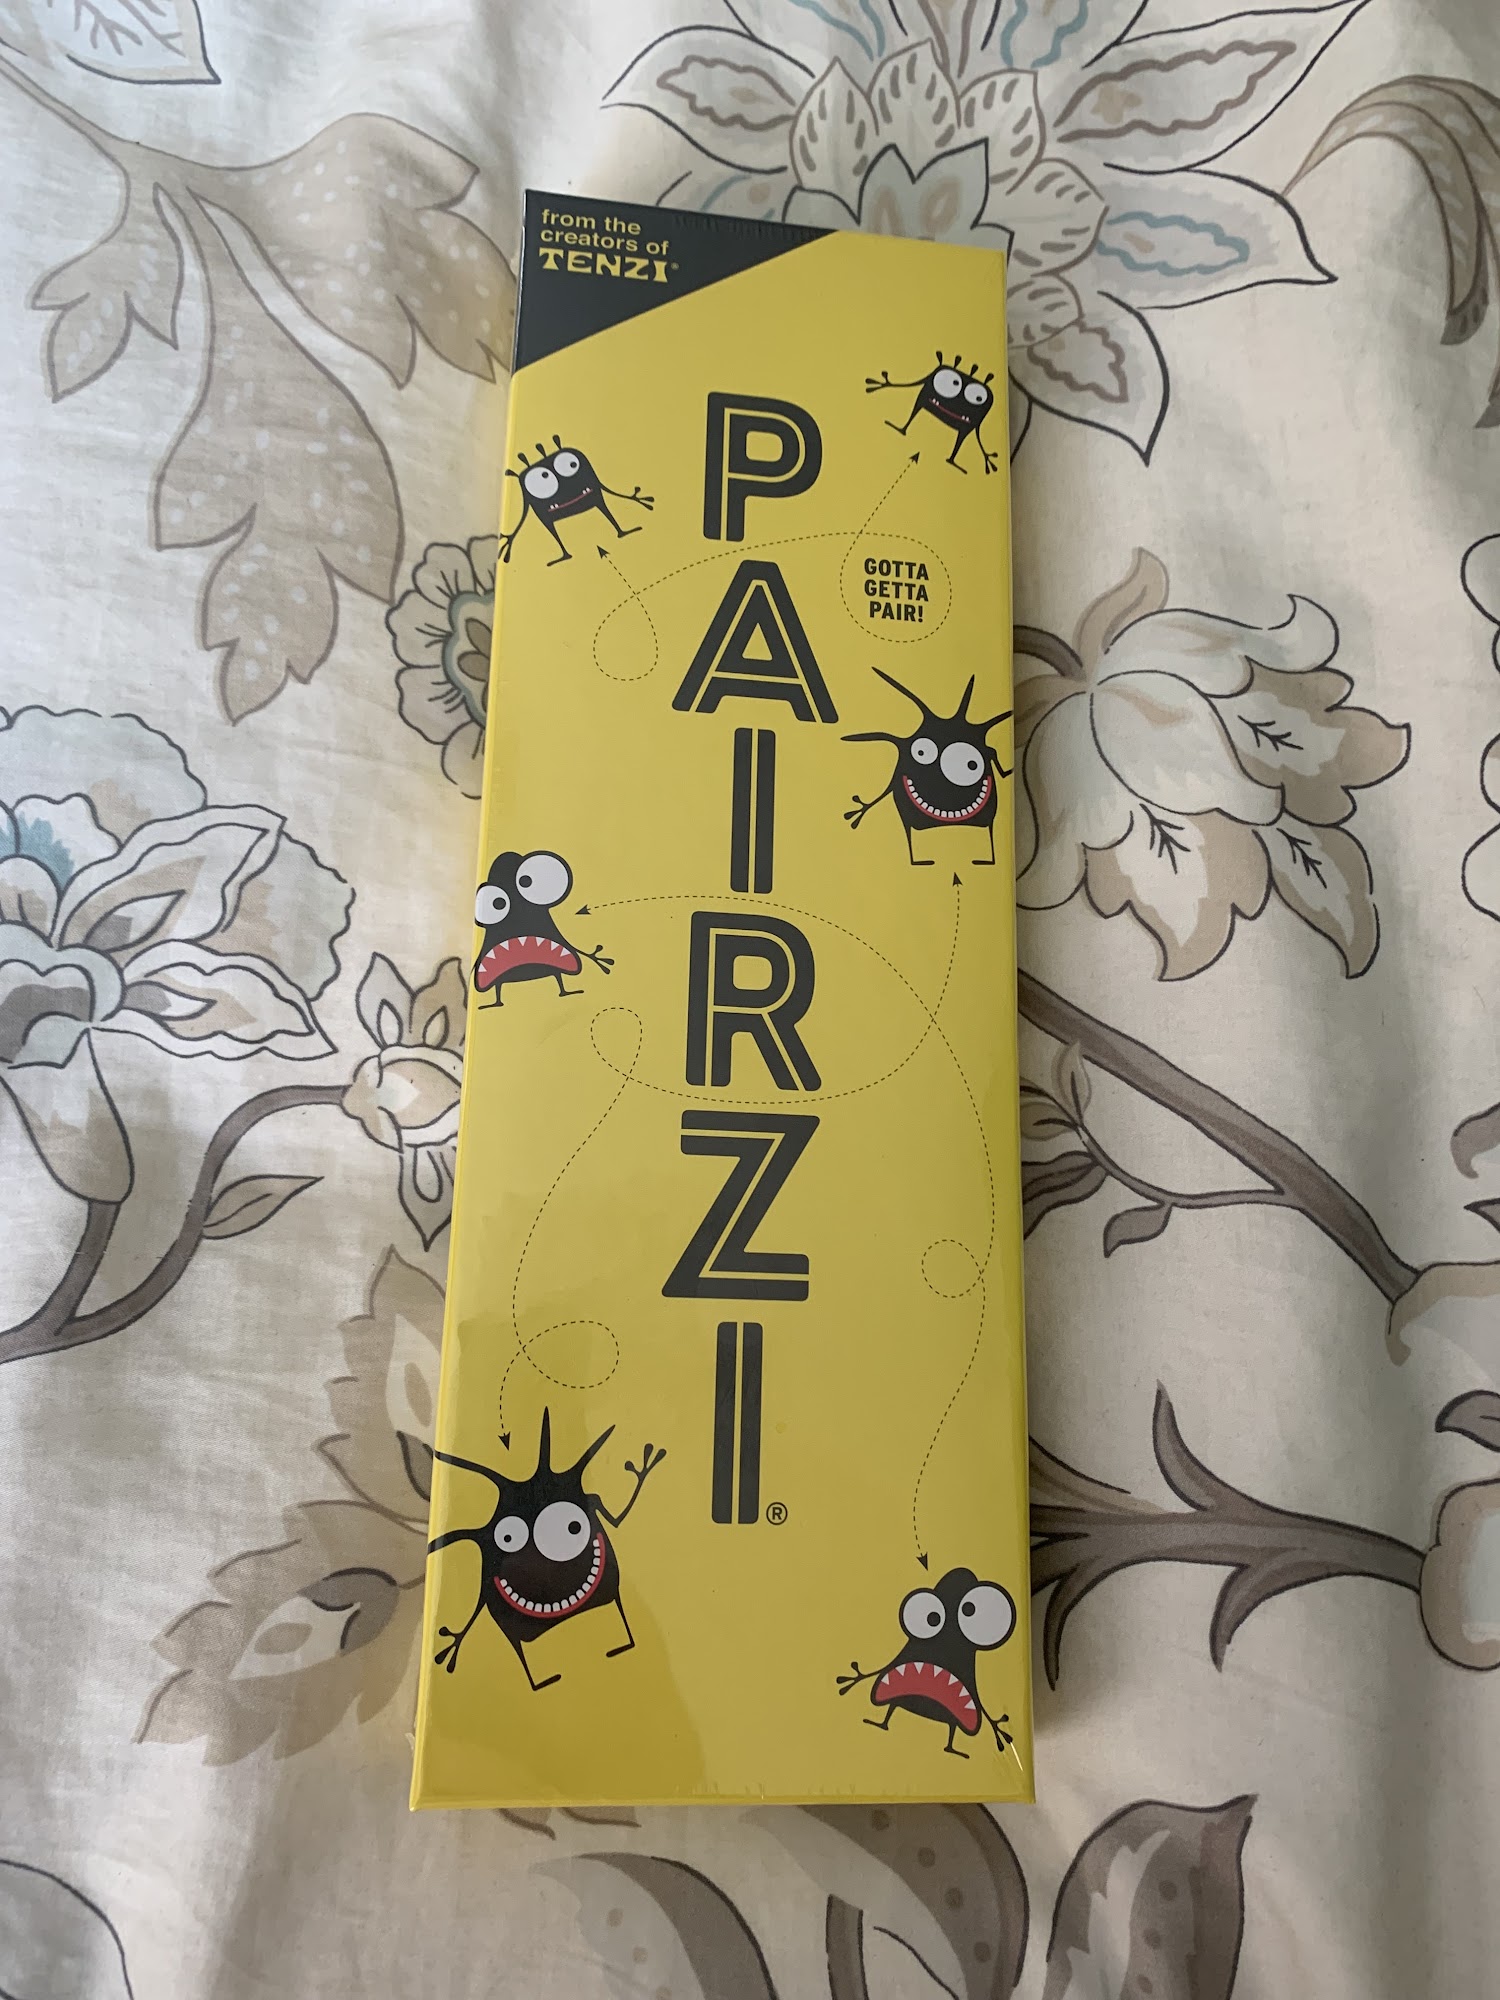 from the
creators of
TENZI®
PAIRZI®
GOTTA
GETTA
PAIR!